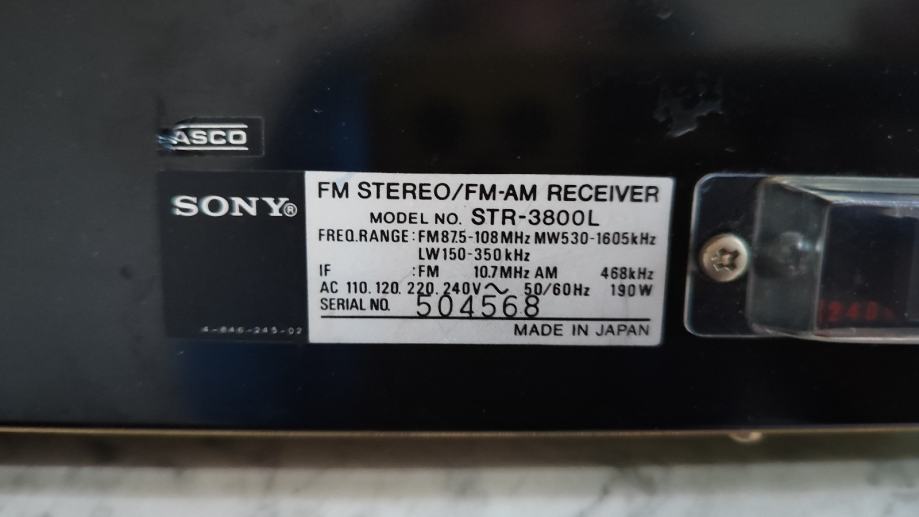 ASCO
SONY®
4-846-245-02
FM STEREO/FM-AM RECEIVER
MODEL NO. STR-3800L
FREQ.RANGE:FM87.5-108MHz MW530-1605kHz
LW150-350kHz
IF :FM 10.7MHz AM 468kHz
AC 110.120.220.240V~ 50/60Hz 190W
SERIAL NO. 504568
MADE IN JAPAN
240